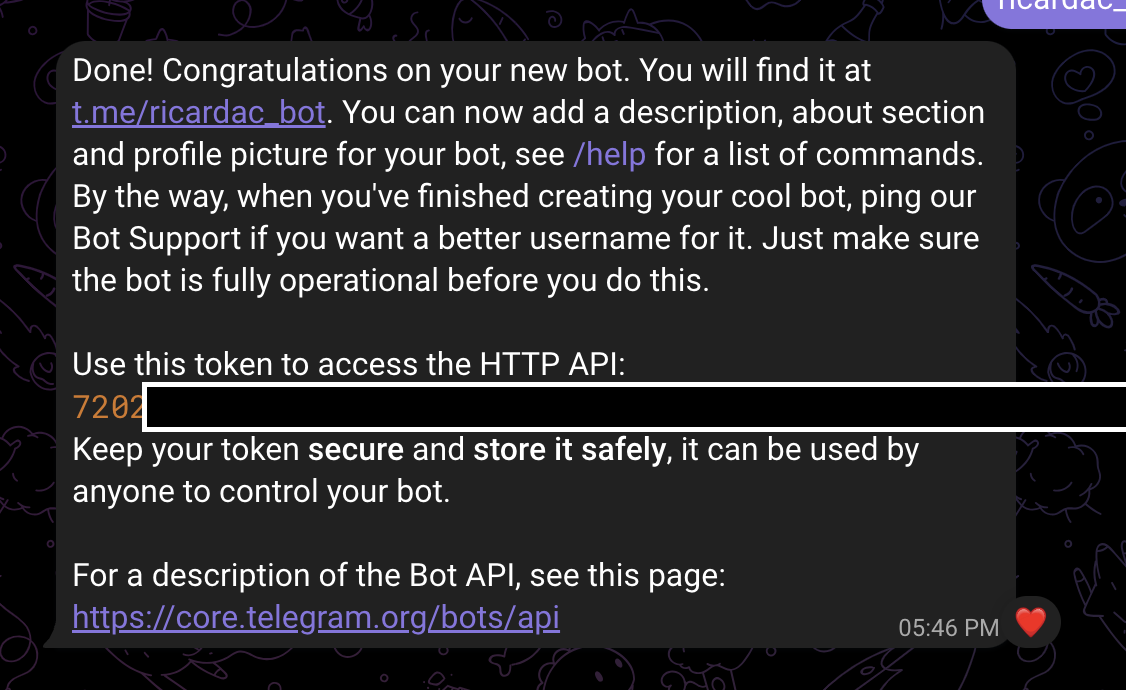 ricardac_
Done! Congratulations on your new bot. You will find it at
t.me/ricardac_bot. You can now add a description, about section
and profile picture for your bot, see /help for a list of commands.
By the way, when you've finished creating your cool bot, ping our
Bot Support if you want a better username for it. Just make sure
the bot is fully operational before you do this.
Use this token to access the HTTP API:
7202
Keep your token secure and store it safely, it can be used by
anyone to control your bot.
For a description of the Bot API, see this page:
https://core.telegram.org/bots/api
05:46 PM